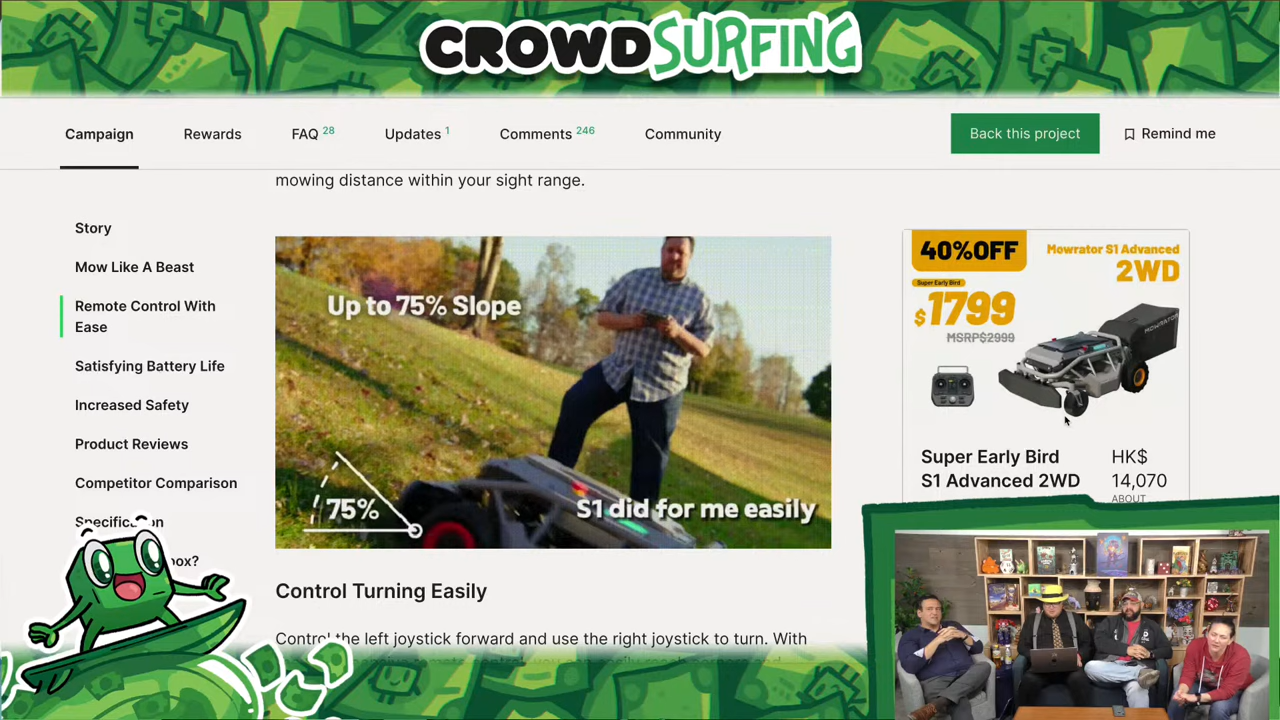 CROWDSURFING
Campaign
Rewards
FAQ 28
Updates 1
Comments 246
Community
Back this project
Remind me
mowing distance within your sight range.
Story
Mow Like A Beast
Remote Control With
Ease
Satisfying Battery Life
Increased Safety
Product Reviews
Competitor Comparison
Specification
box?
Up to 75% Slope
75%
S1 did for me easily
Control Turning Easily
Control the left joystick forward and use the right joystick to turn. With
40%OFF
Mowrator S1 Advanced
2WD
Super Early Bird
$1799
MSRP$2999
MOWRATOR
Super Early Bird
S1 Advanced 2WD
HK$
14,070
ABOUT